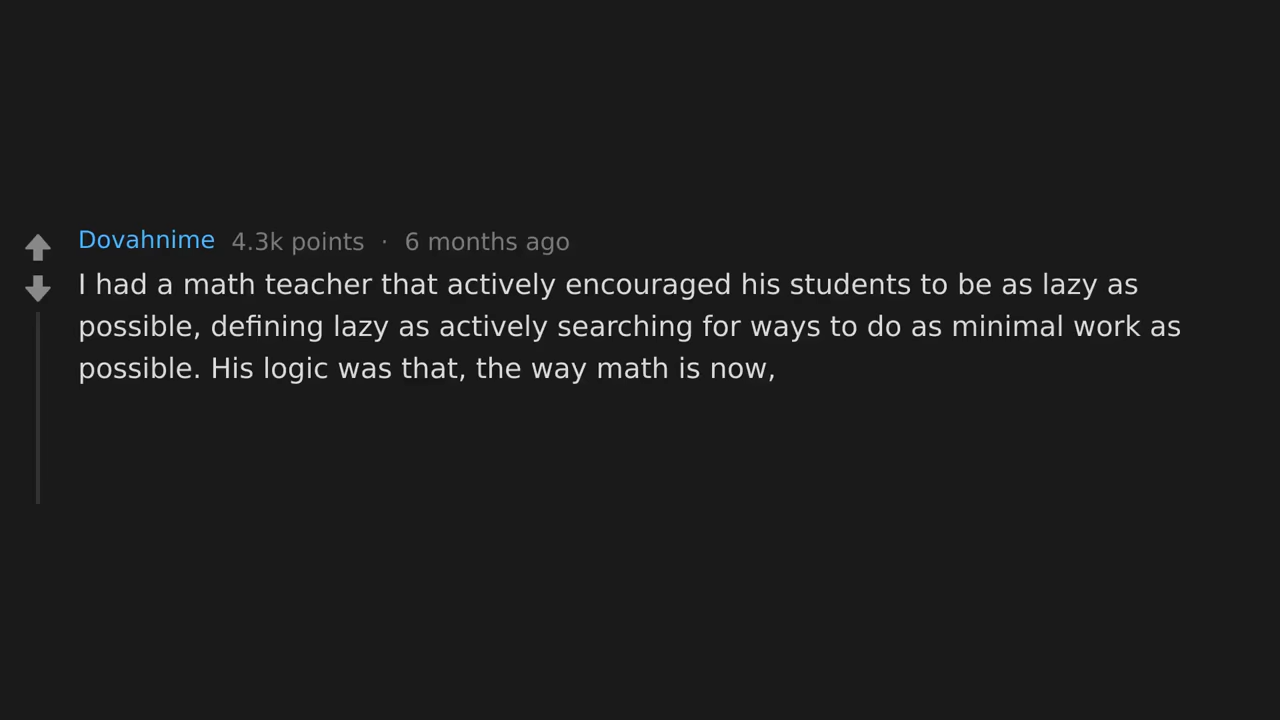 Dovahnime 4.3k points · 6 months ago
I had a math teacher that actively encouraged his students to be as lazy as
possible, defining lazy as actively searching for ways to do as minimal work as
possible. His logic was that, the way math is now,